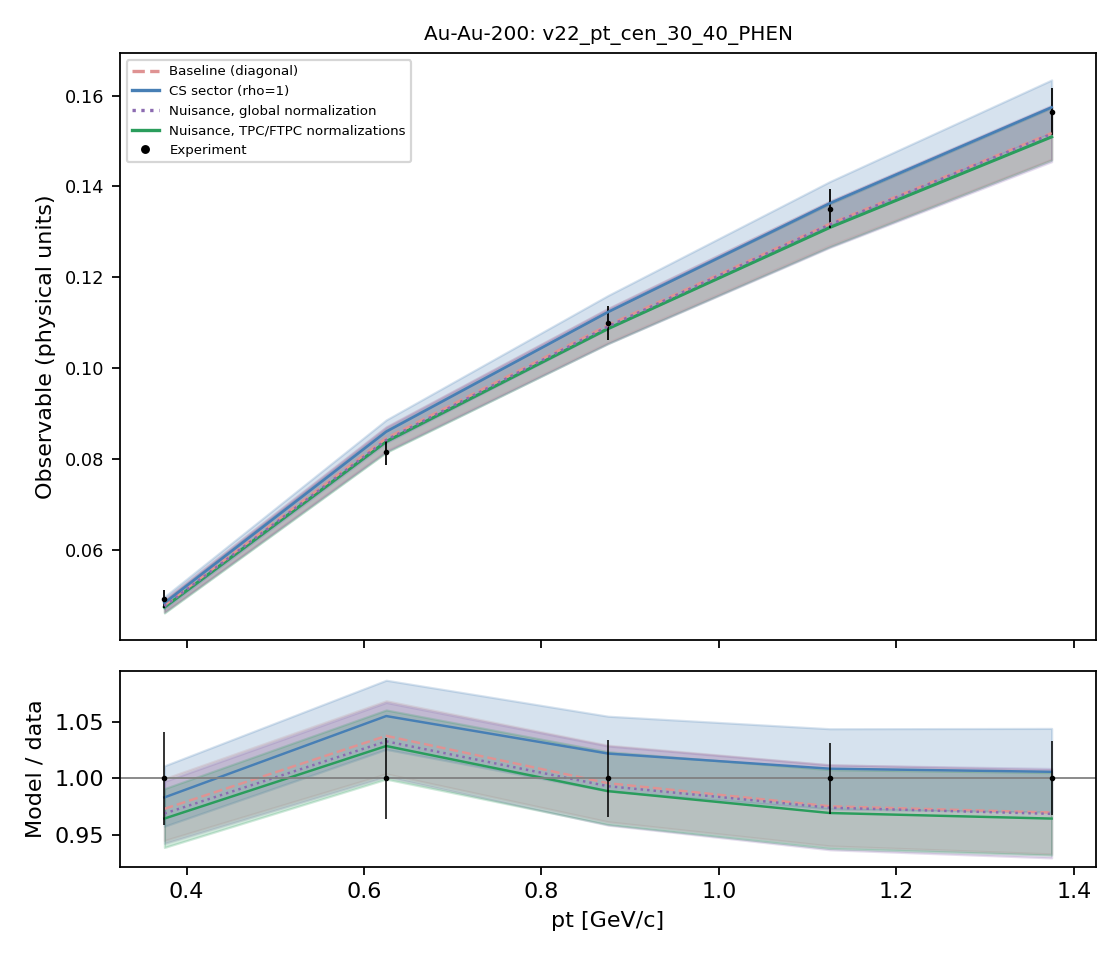 Au-Au-200: v22_pt_cen_30_40_PHEN
Baseline (diagonal)
CS sector (rho=1)
Nuisance, global normalization
Nuisance, TPC/FTPC normalizations
Experiment
Observable (physical units)
0.16
0.14
0.12
0.10
0.08
0.06
Model / data
1.05
1.00
0.95
0.4 0.6 0.8 1.0 1.2 1.4
pt [GeV/c]